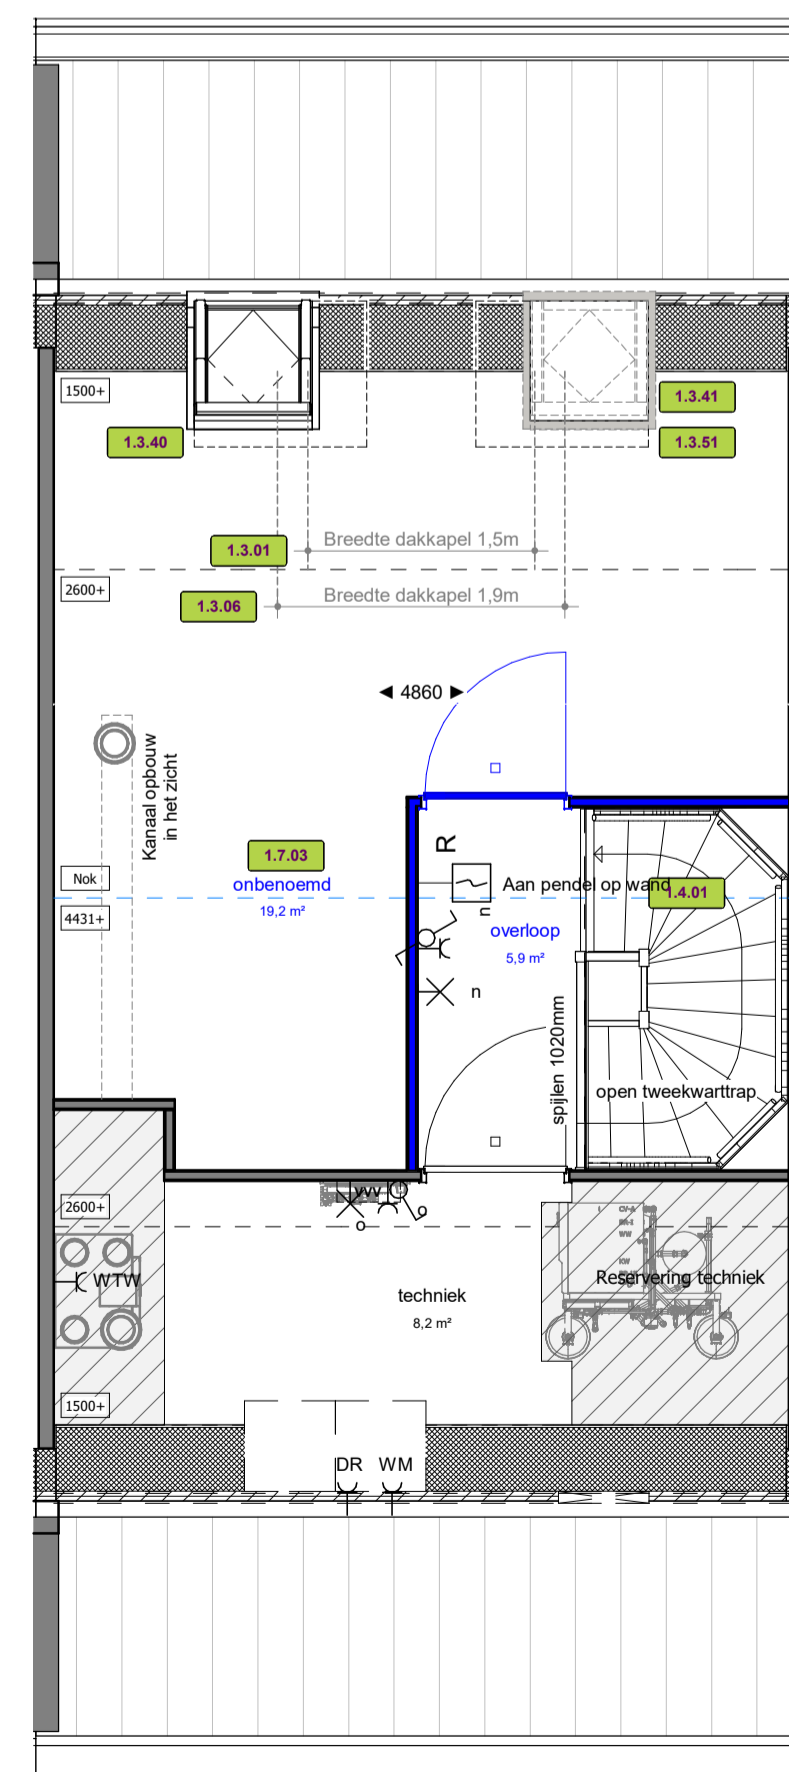 1500+
1.3.41
1.3.40
1.3.51
1.3.01
Breedte dakkapel 1,5m
2600+
1.3.06
Breedte dakkapel 1,9m
4860
Kanaal opbouw
in het zicht
R
1.7.03
Nok
onbenoemd
Aan pendel op wand
1.4.01
19,2 m²
n
4431+
overloop
5,9 m²
n
spijlen 1020mm
open tweekwarttrap
2600+
o
o
CV-A
WW
KW
WTW
Reservering techniek
techniek
8,2 m²
1500+
DR
WM